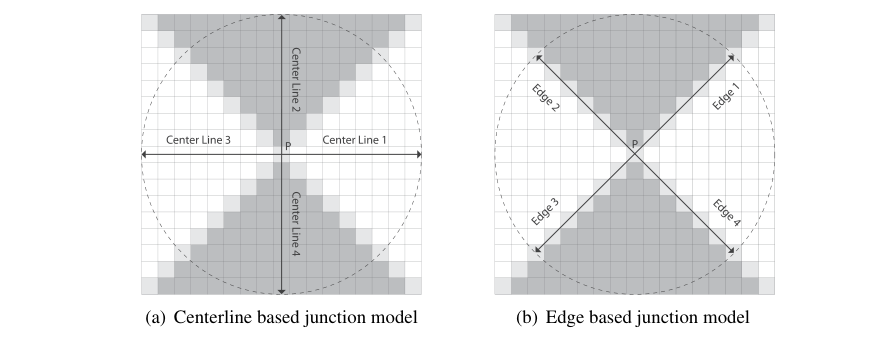 Center Line 2
Center Line 3
P
Center Line 1
Center Line 4
(a) Centerline based junction model
Edge 2
Edge 1
P
Edge 3
Edge 4
(b) Edge based junction model